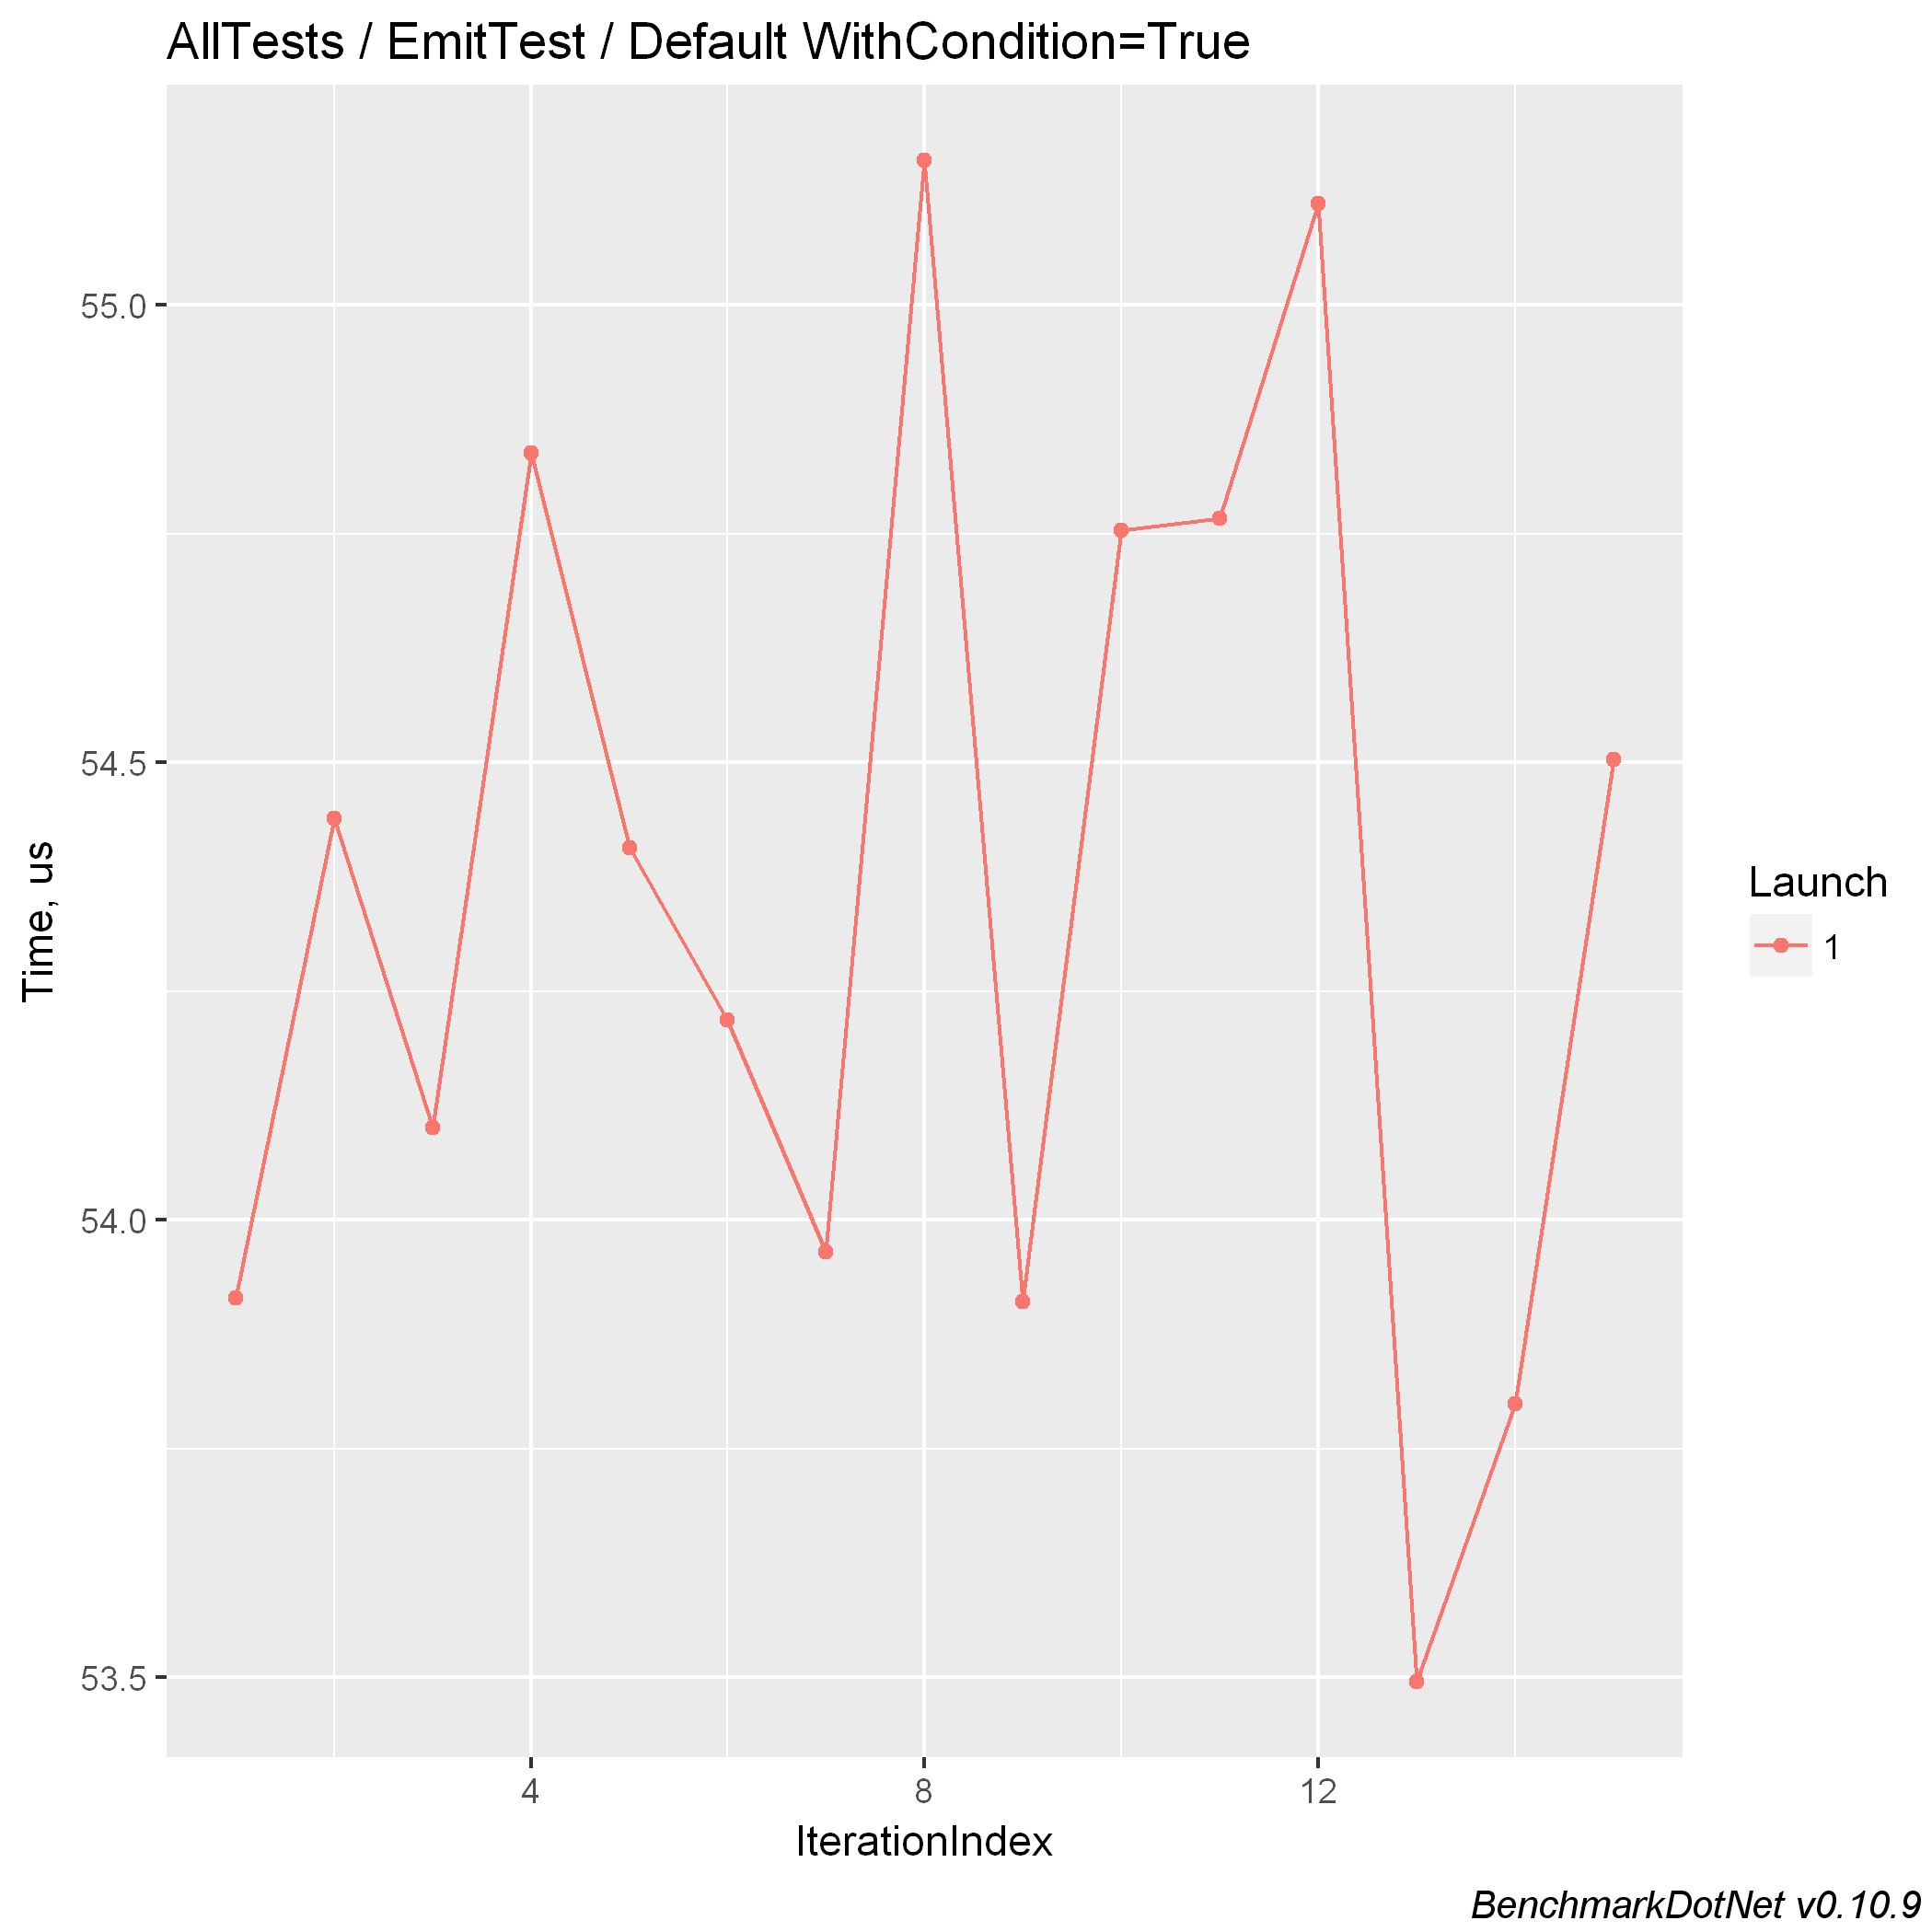 AllTests / EmitTest / Default WithCondition=True
Time, us
55.0
54.5
54.0
53.5
4
8
12
IterationIndex
Launch
1
BenchmarkDotNet v0.10.9